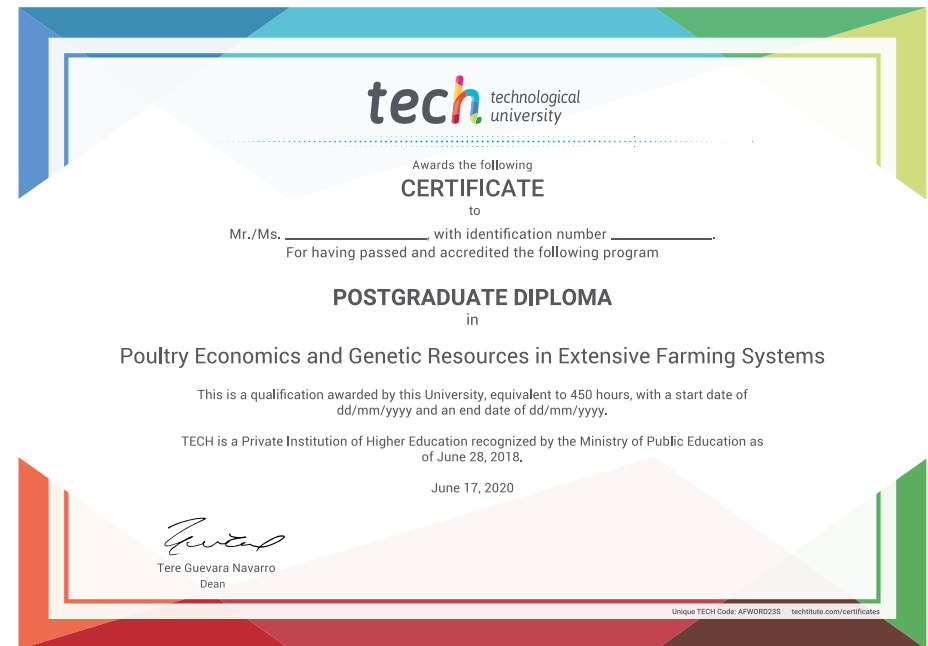 tech technological
university
Awards the following
CERTIFICATE
to
Mr./Ms. ____________________, with identification number ______________.
For having passed and accredited the following program
POSTGRADUATE DIPLOMA
in
Poultry Economics and Genetic Resources in Extensive Farming Systems
This is a qualification awarded by this University, equivalent to 450 hours, with a start date of
dd/mm/yyyy and an end date of dd/mm/yyyy.
TECH is a Private Institution of Higher Education recognized by the Ministry of Public Education as
of June 28, 2018.
June 17, 2020
Tere Guevara Navarro
Dean
Unique TECH Code: AFWORD23S techtitute.com/certificates